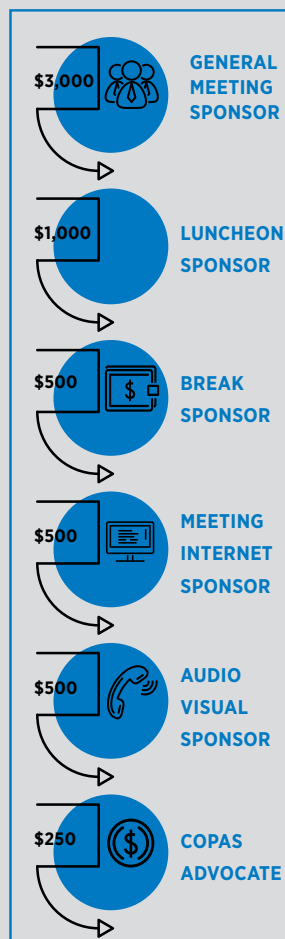 $3,000
GENERAL
MEETING
SPONSOR
$1,000
LUNCHEON
SPONSOR
$500
$
BREAK
SPONSOR
$500
MEETING
INTERNET
SPONSOR
$500
AUDIO
VISUAL
SPONSOR
$250
$
COPAS
ADVOCATE